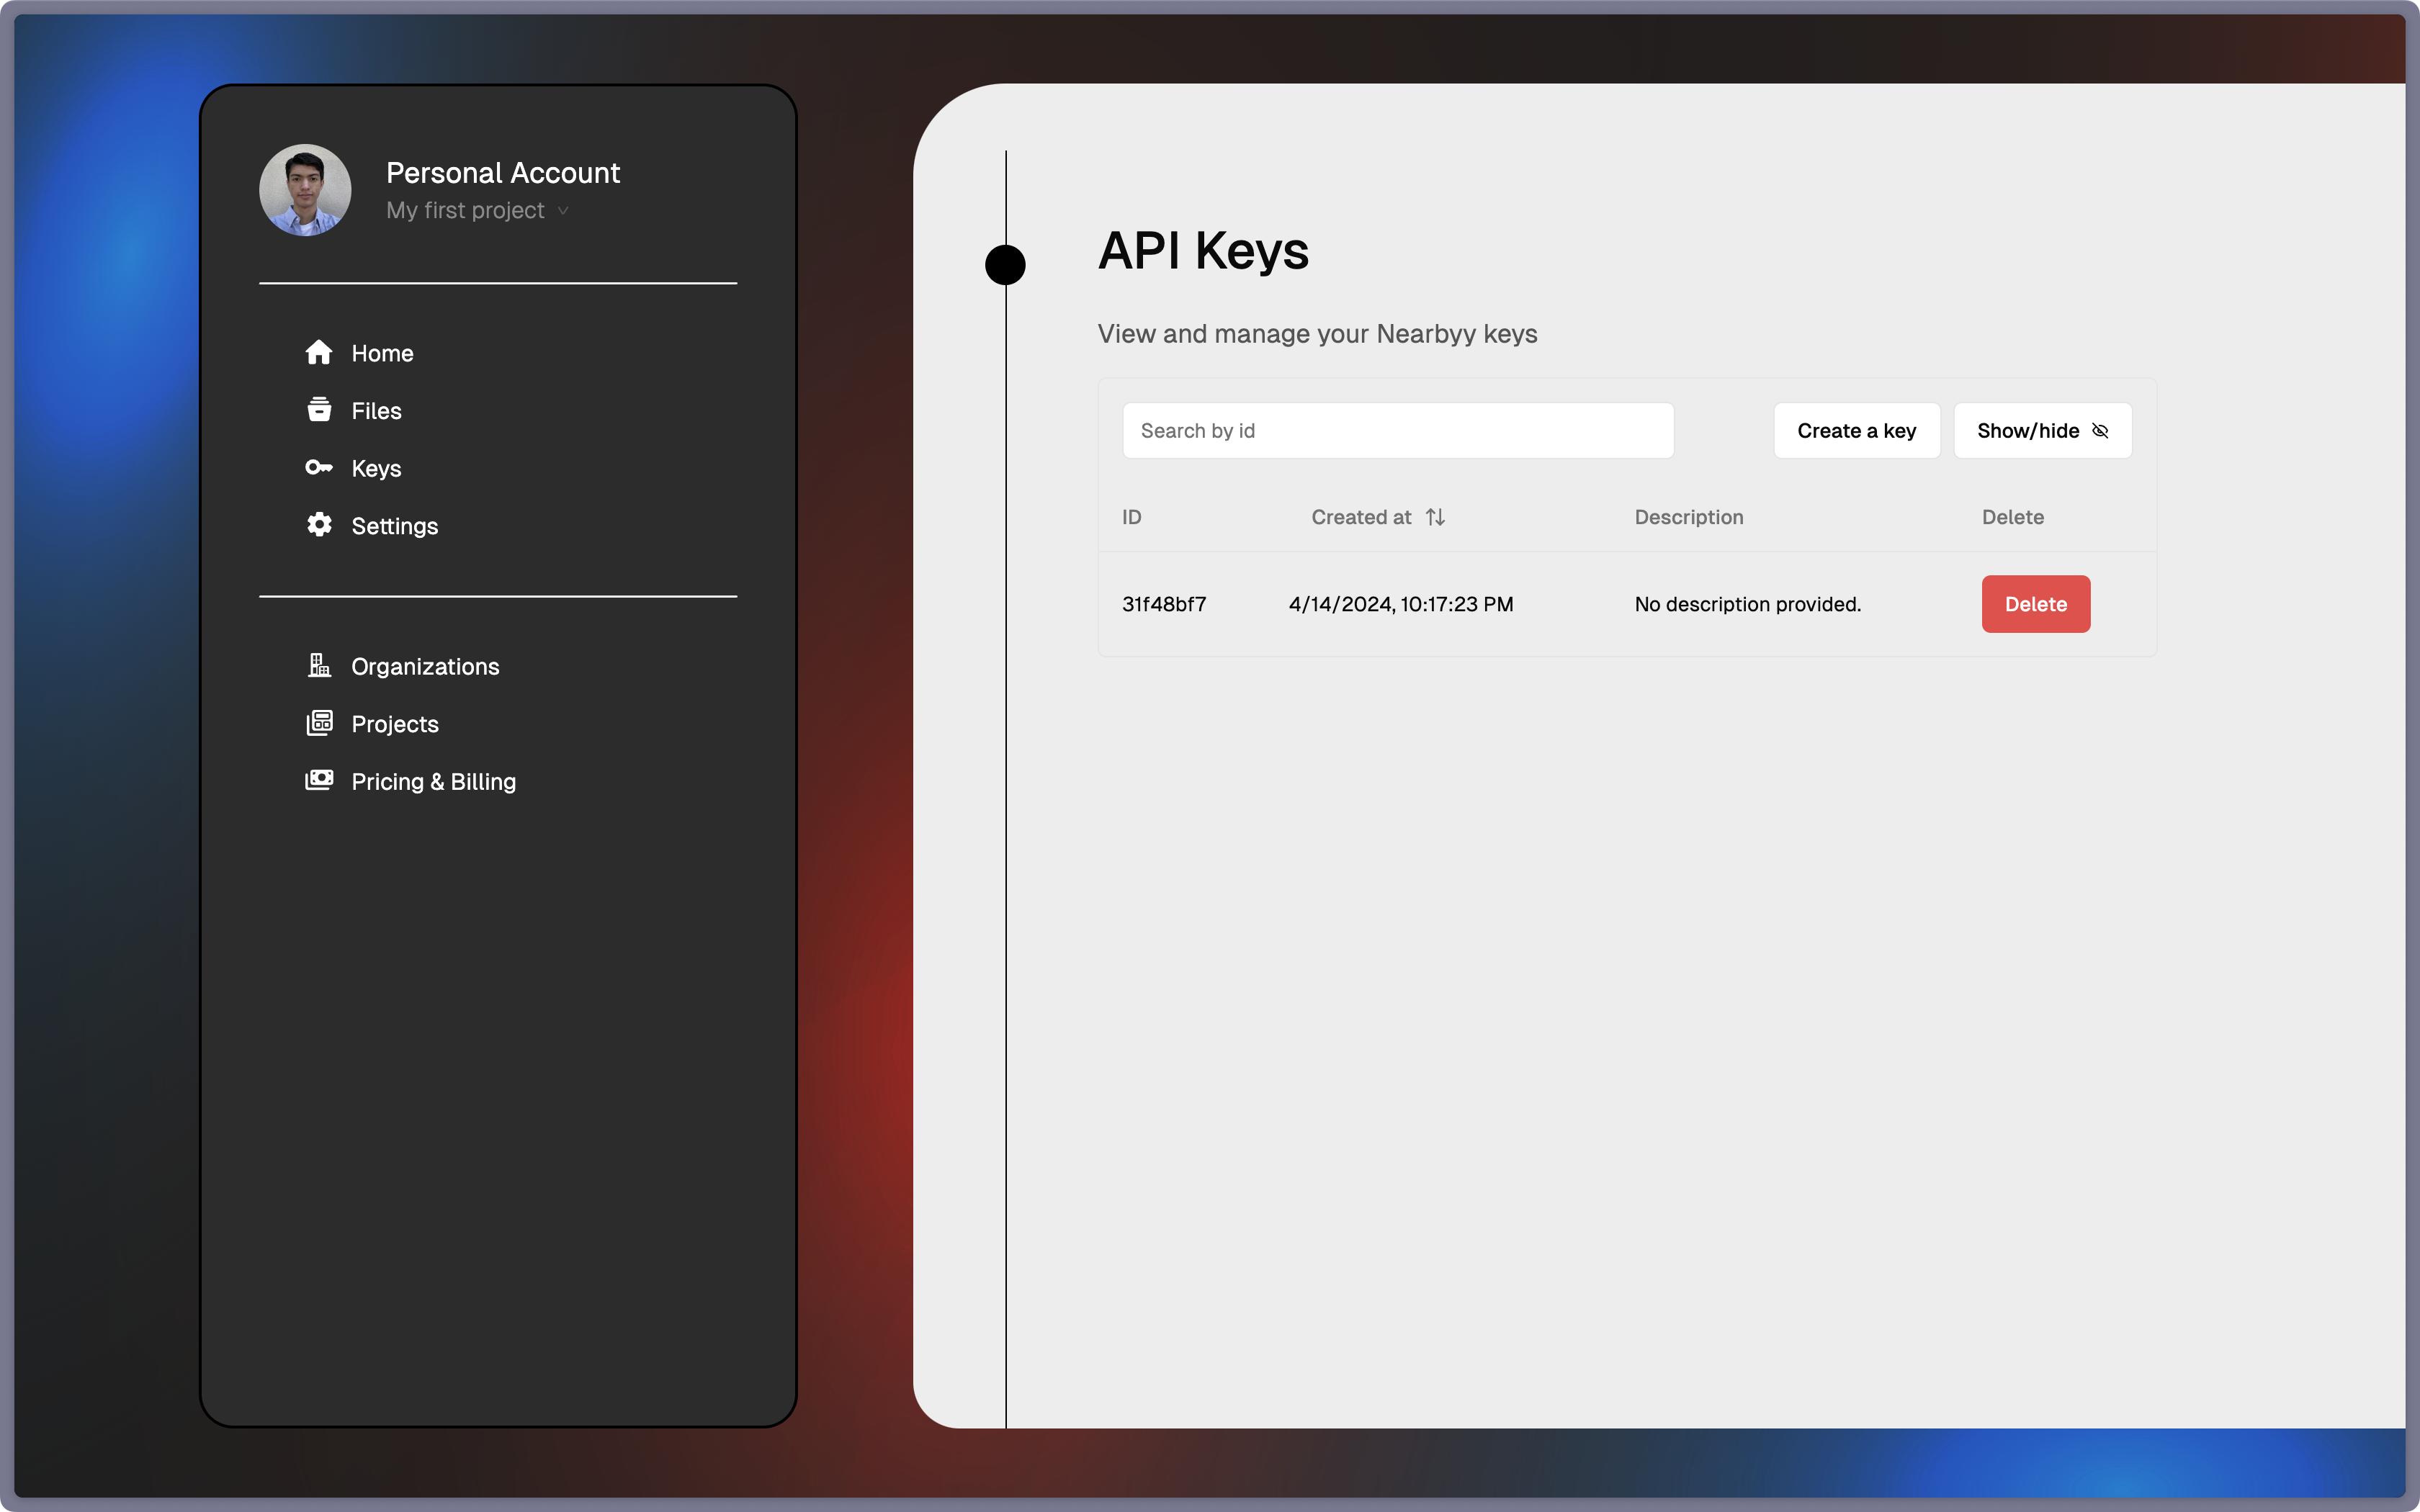 Personal Account
My first project
Home
Files
Keys
Settings
Organizations
Projects
Pricing & Billing
API Keys
View and manage your Nearbyy keys
Search by id
Create a key
Show/hide
ID Created at Description Delete
31f48bf7 4/14/2024, 10:17:23 PM No description provided. Delete